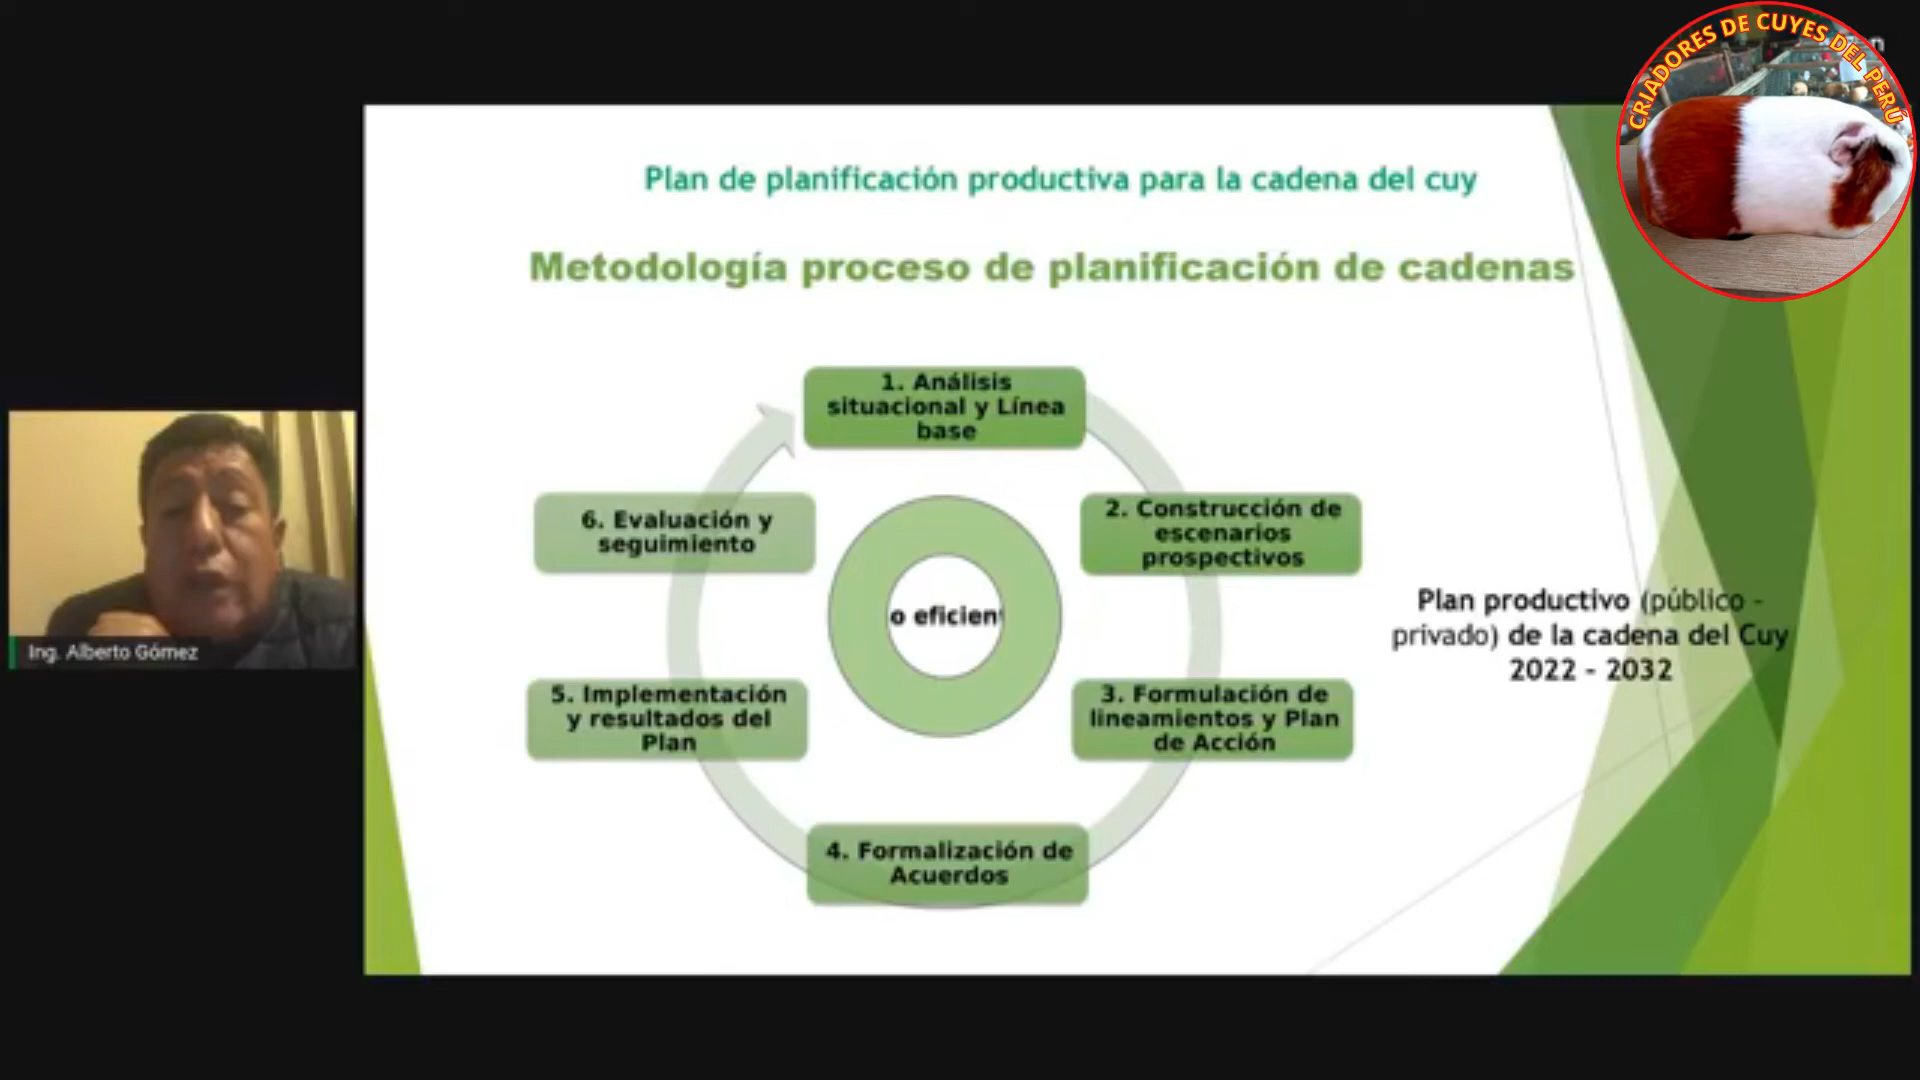 CRIADORES DE CUYES DEL PERÚ
Plan de planificación productiva para la cadena del cuy
Metodología proceso de planificación de cadenas
1. Análisis
situacional y Línea
base
2. Construcción de
escenarios
prospectivos
3. Formulación de
lineamientos y Plan
de Acción
4. Formalización de
Acuerdos
5. Implementación
y resultados del
Plan
6. Evaluación y
seguimiento
o eficien
Plan productivo (público -
privado) de la cadena del Cuy
2022 - 2032
Ing. Alberto Gómez